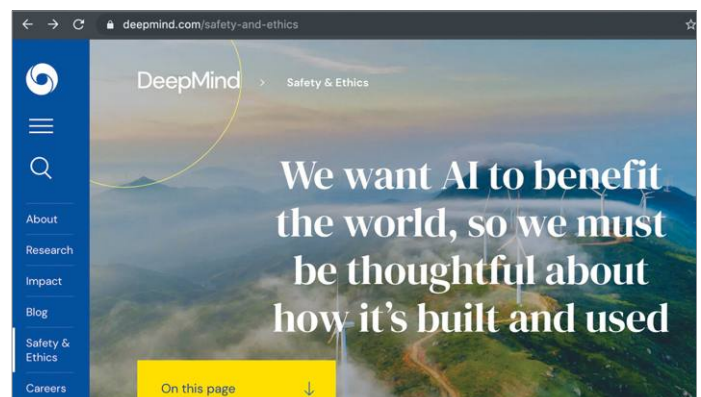 deepmind.com/safety-and-ethics
DeepMind > Safety & Ethics
About
Research
Impact
Blog
Safety &
Ethics
Careers
We want AI to benefit
the world, so we must
be thoughtful about
how it's built and used
On this page